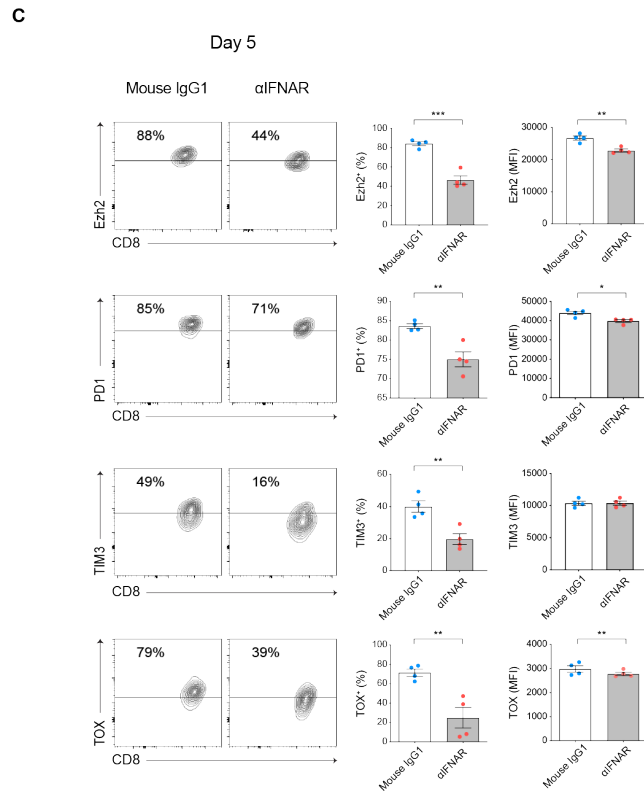 C
Day 5
Mouse IgG1 αIFNAR
88% 44%
Ezh2
CD8
***
Ezh2⁺ (%)
100
80
60
40
20
0
Mouse IgG1 αIFNAR
**
Ezh2 (MFI)
30000
20000
10000
0
Mouse IgG1 αIFNAR
85% 71%
PD1
CD8
**
PD1⁺ (%)
90
85
80
75
70
65
Mouse IgG1 αIFNAR
*
PD1 (MFI)
50000
40000
30000
20000
10000
0
Mouse IgG1 αIFNAR
49% 16%
TIM3
CD8
**
TIM3⁺ (%)
60
40
20
0
Mouse IgG1 αIFNAR
TIM3 (MFI)
15000
10000
5000
0
Mouse IgG1 αIFNAR
79% 39%
TOX
CD8
**
TOX⁺ (%)
100
80
60
40
20
0
Mouse IgG1 αIFNAR
**
TOX (MFI)
4000
3000
2000
1000
0
Mouse IgG1 αIFNAR